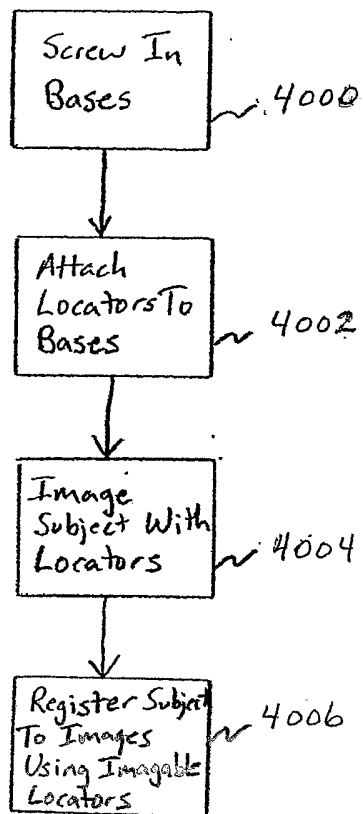 Screw In
Bases
4000
Attach
Locators To
Bases
4002
Image
Subject With
Locators
4004
Register Subject
To Images
Using Imagable
Locators
4006